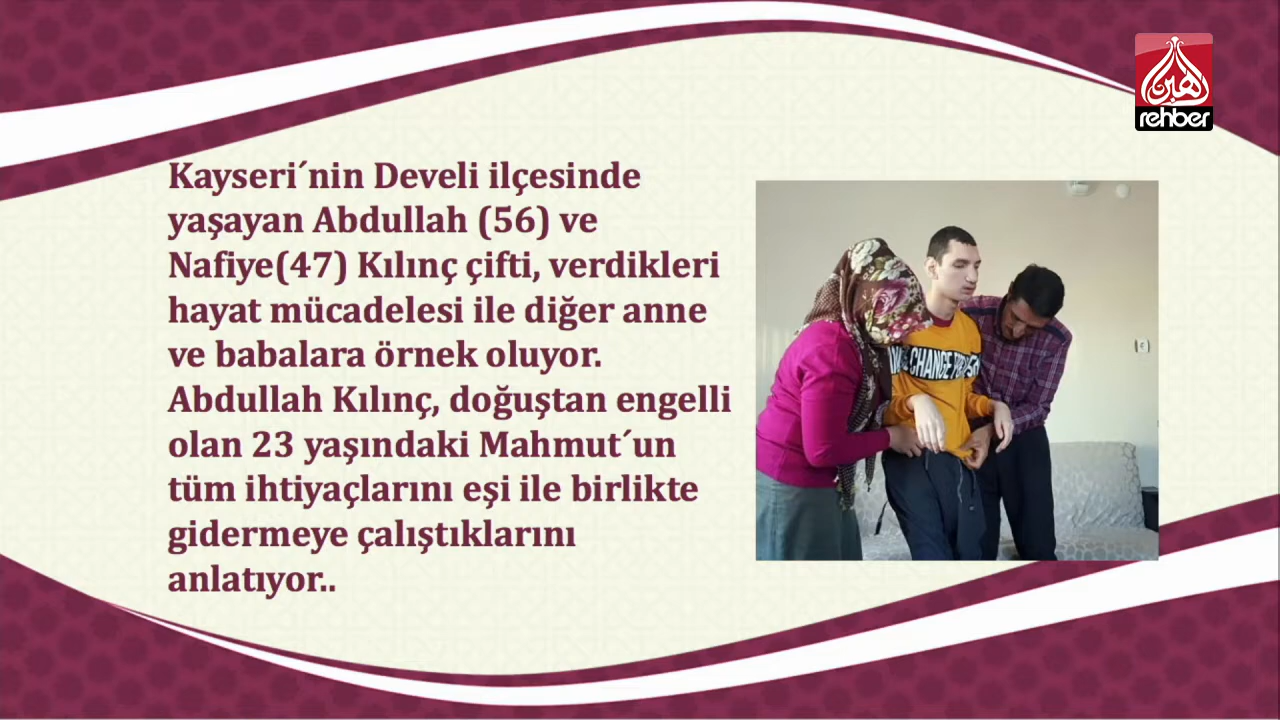 رهبر
rehber
Kayseri´nin Develi ilçesinde
yaşayan Abdullah (56) ve
Nafiye(47) Kılınç çifti, verdikleri
hayat mücadelesi ile diğer anne
ve babalara örnek oluyor.
Abdullah Kılınç, doğuştan engelli
olan 23 yaşındaki Mahmut´un
tüm ihtiyaçlarını eşi ile birlikte
gidermeye çalıştıklarını
anlatıyor..
CHANGE